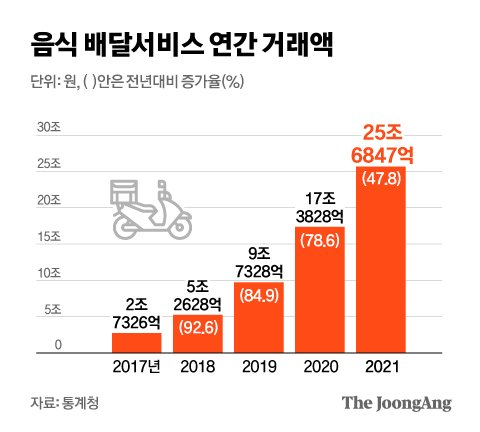 음식 배달서비스 연간 거래액
단위: 원, ( )안은 전년대비 증가율(%)
30조
25조
20조
15조
10조
5조
0
2조
7326억
5조
2628억
(92.6)
9조
7328억
(84.9)
17조
3828억
(78.6)
25조
6847억
(47.8)
2017년 2018 2019 2020 2021
자료: 통계청 The JoongAng